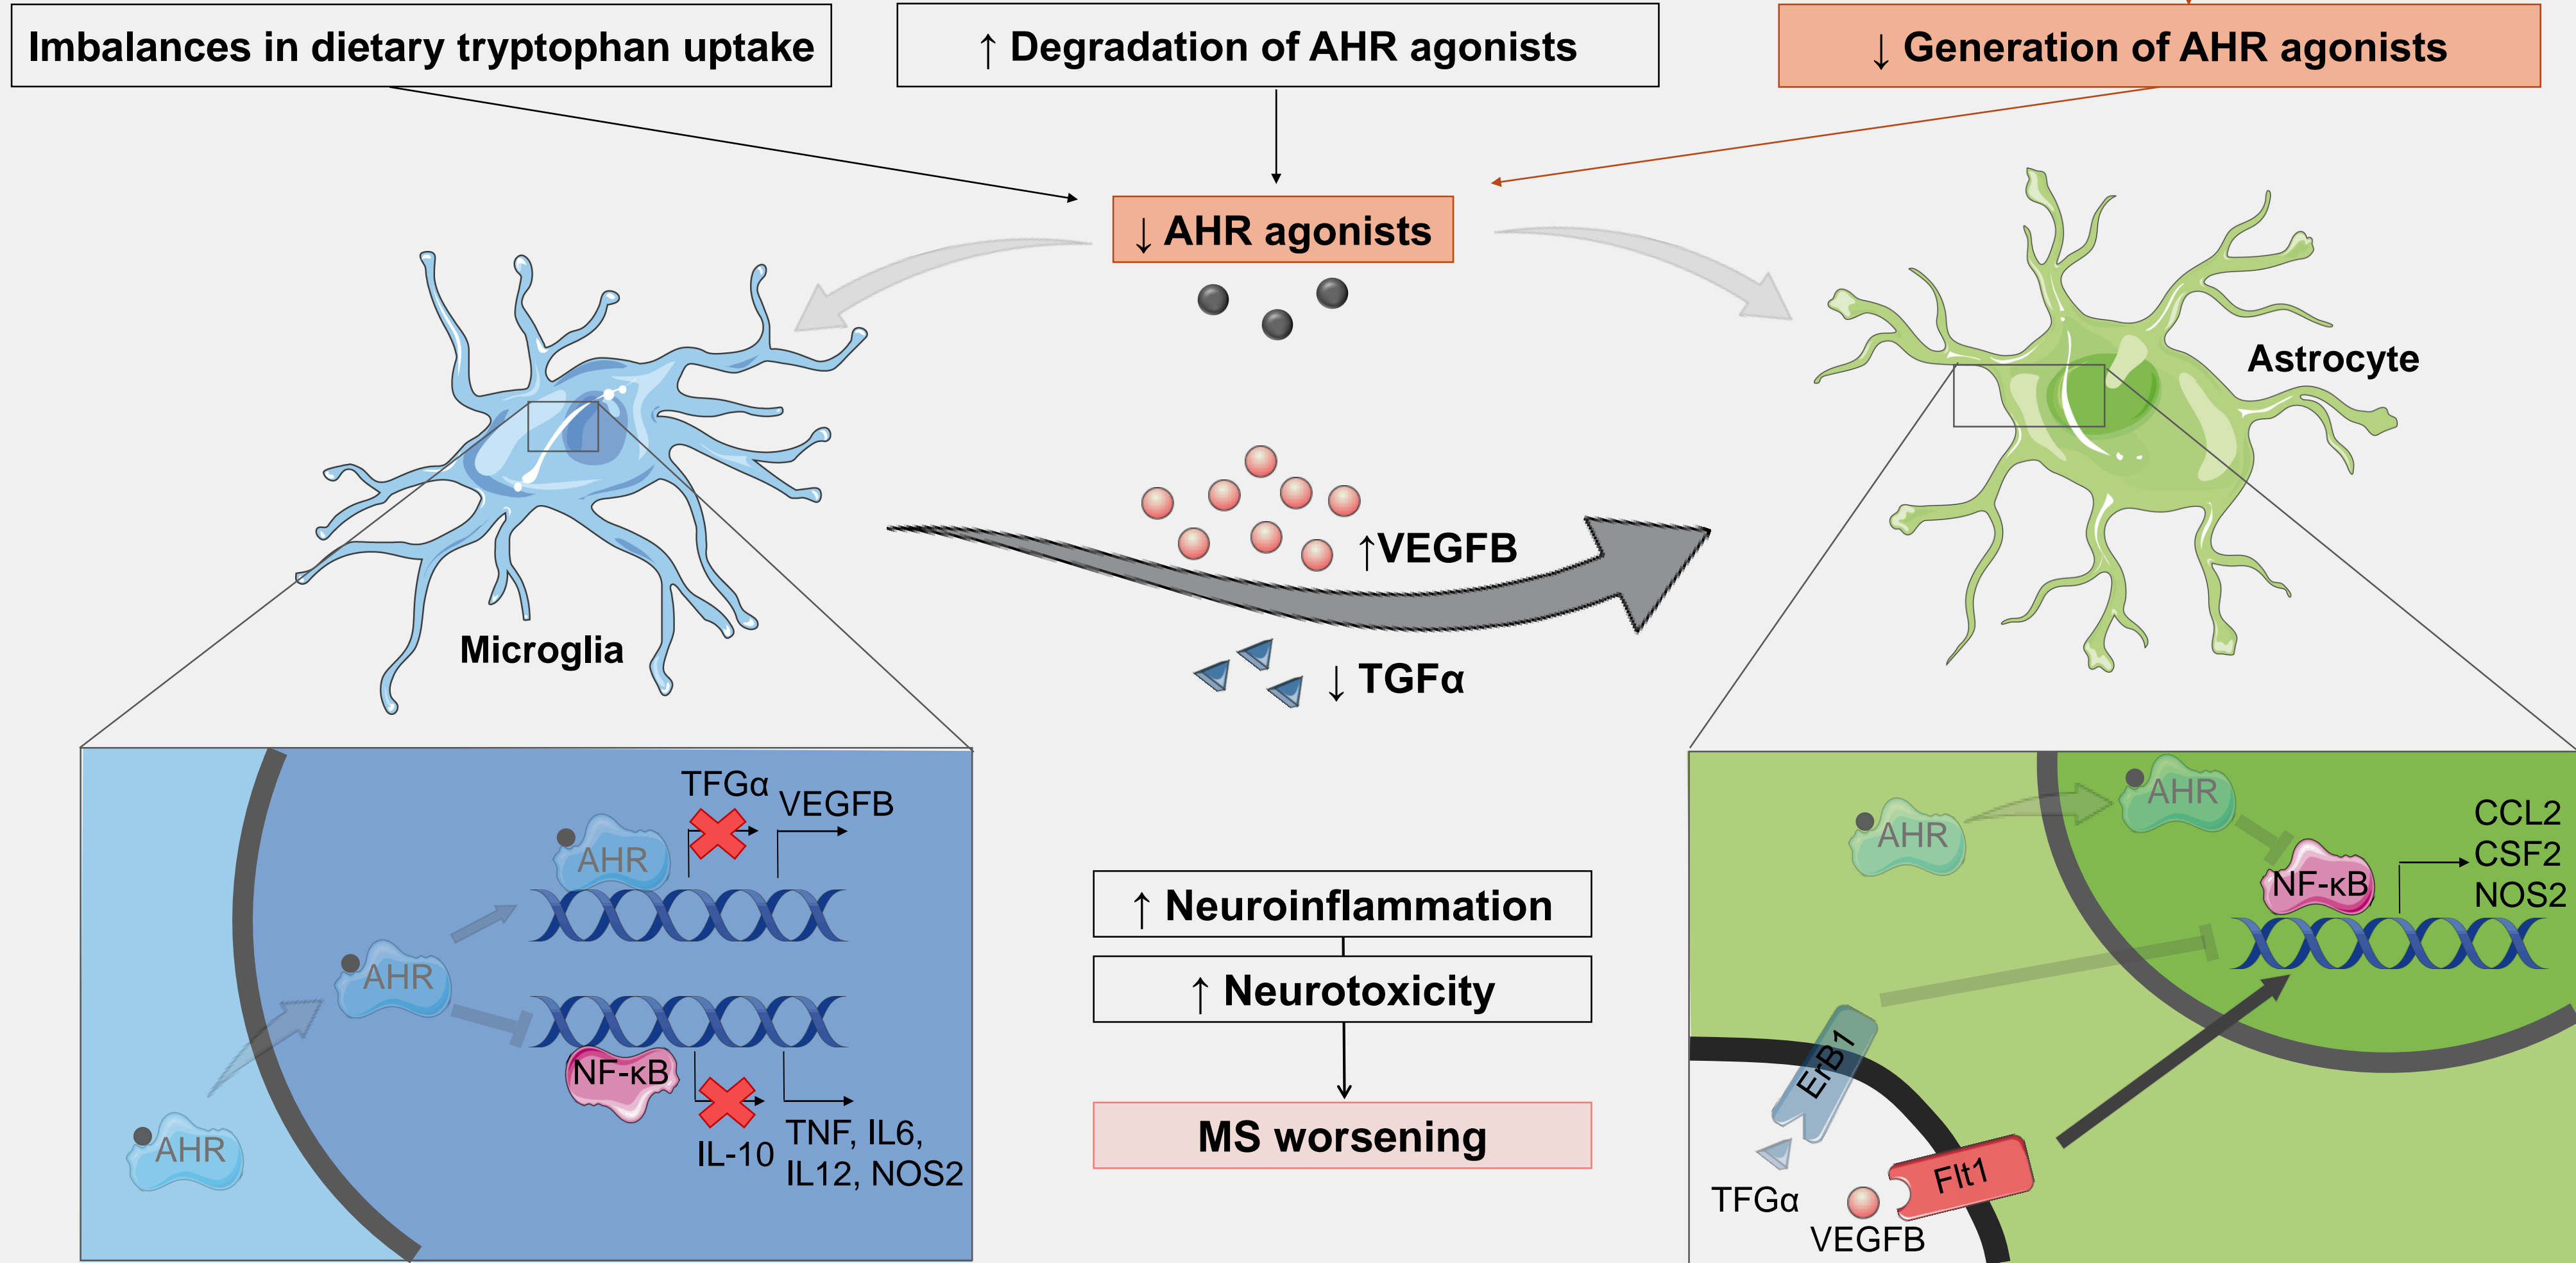 Imbalances in dietary tryptophan uptake
↑ Degradation of AHR agonists
↓ Generation of AHR agonists
↓ AHR agonists
Astrocyte
↑VEGFB
Microglia
↓ TGFα
TFGα
VEGFB
AHR
AHR
NF-κB
IL-10
TNF, IL6,
IL12, NOS2
AHR
↑ Neuroinflammation
↑ Neurotoxicity
MS worsening
AHR
AHR
CCL2
CSF2
NOS2
NF-κB
ErB1
Flt1
TFGα
VEGFB